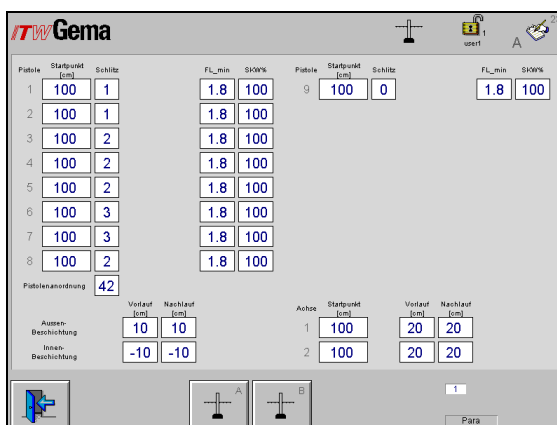 ITWGema
user1
1
A
2
Pistole Startpunkt [cm] Schlitz FL_min SKW% Pistole Startpunkt [cm] Schlitz FL_min SKW%
1 100 1 1.8 100 9 100 0 1.8 100
2 100 1 1.8 100
3 100 2 1.8 100
4 100 2 1.8 100
5 100 2 1.8 100
6 100 3 1.8 100
7 100 3 1.8 100
8 100 2 1.8 100
Pistolenanordnung 42
Vorlauf [cm] Nachlauf [cm] Achse Startpunkt [cm] Vorlauf [cm] Nachlauf [cm]
Aussen-Beschichtung 10 10 1 100 20 20
Innen-Beschichtung -10 -10 2 100 20 20
A B
1
Para